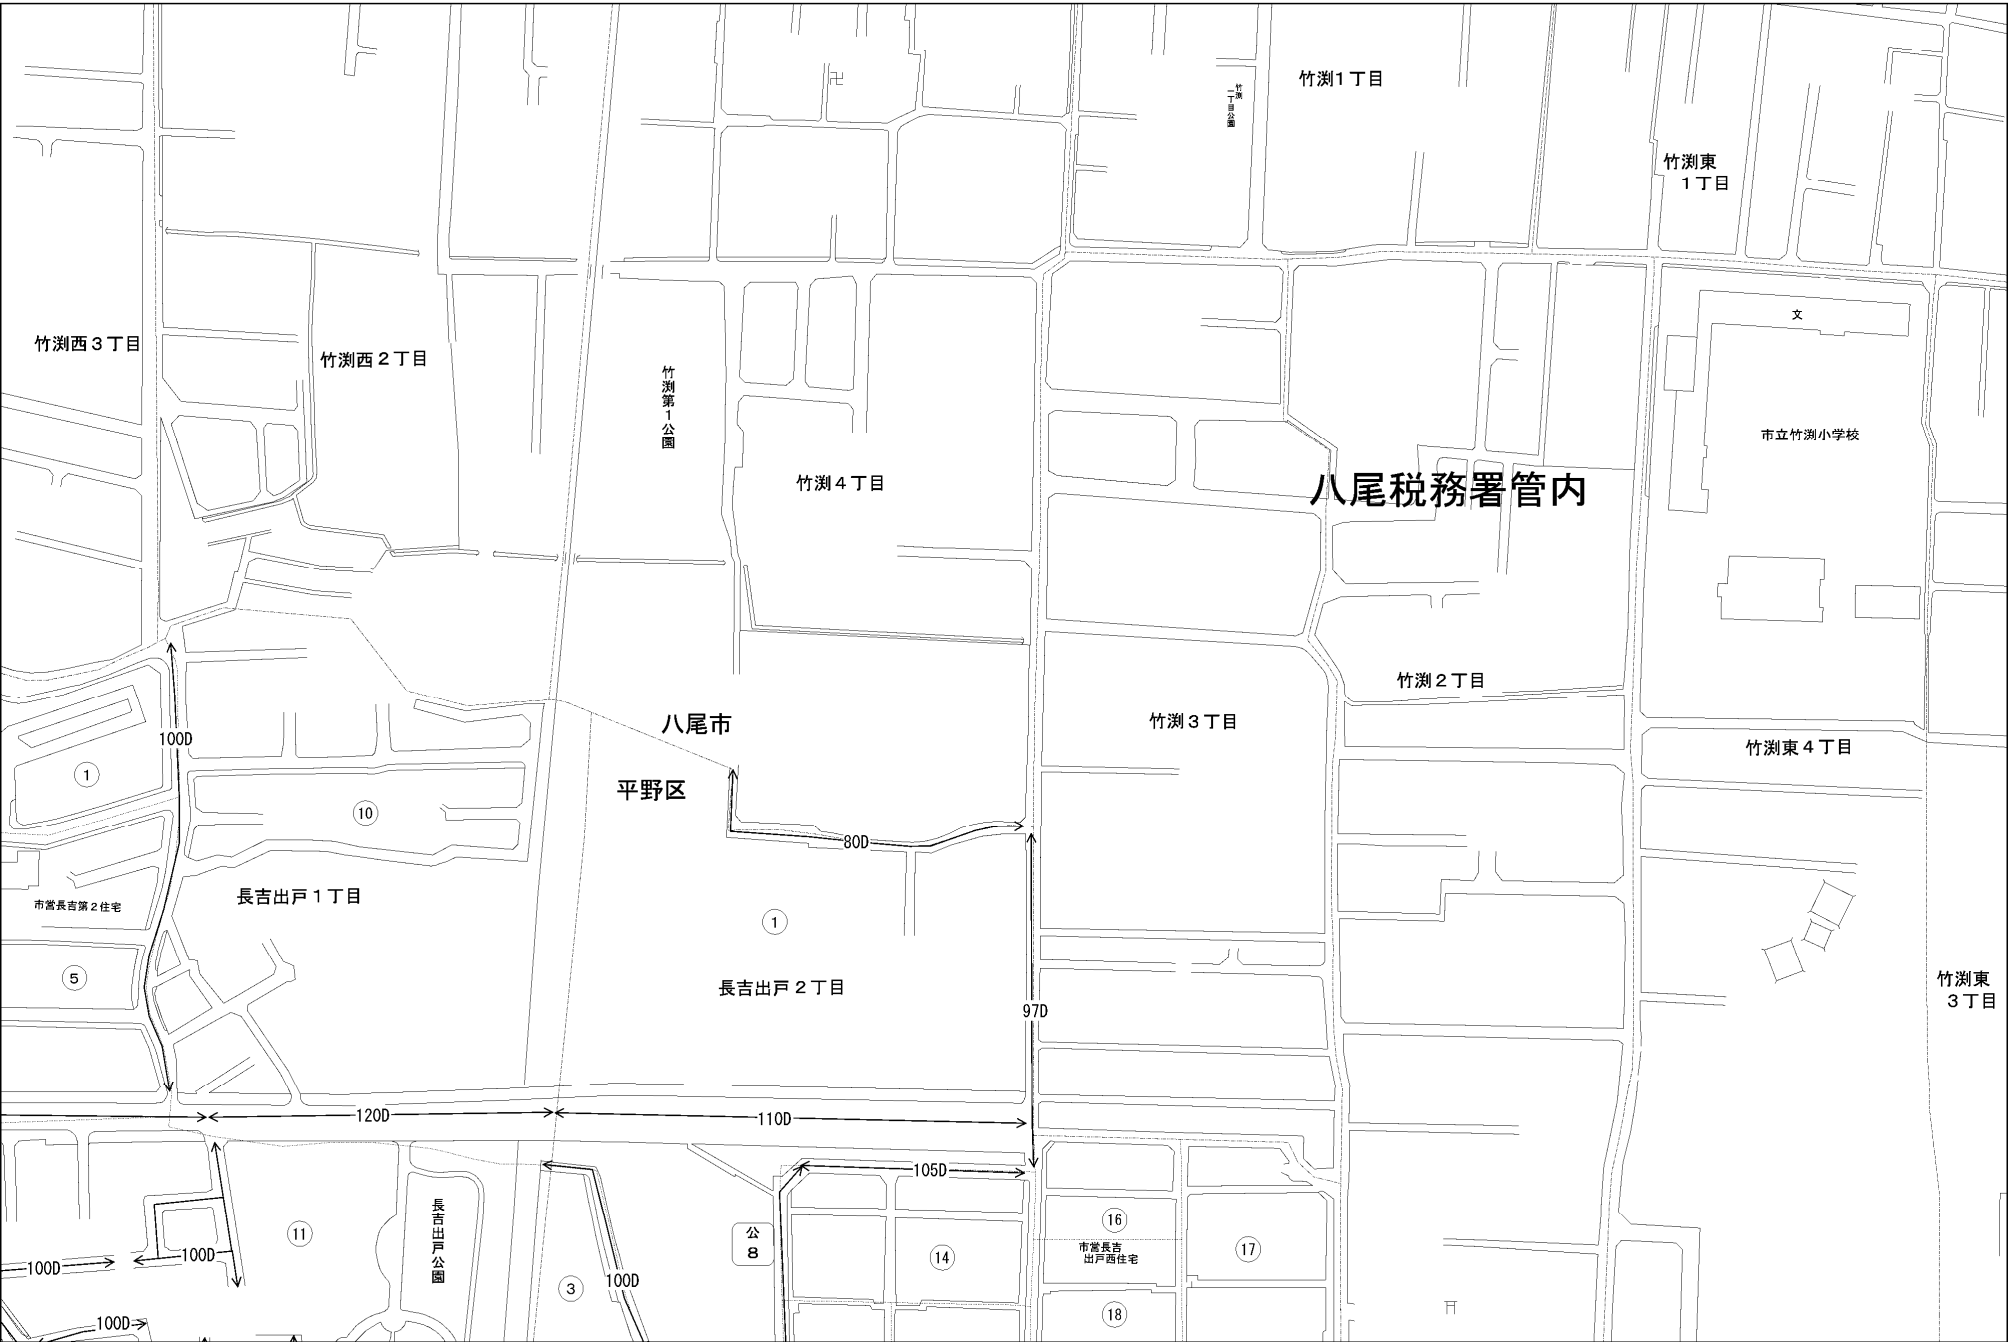 竹渕1丁目
竹渕
一丁目公園
竹渕東
1丁目
文
竹渕西3丁目
竹渕西2丁目
竹渕第1公園
市立竹渕小学校
竹渕4丁目
八尾税務署管内
竹渕2丁目
竹渕3丁目
八尾市
100D
竹渕東4丁目
1
平野区
10
80D
市営長吉第2住宅
長吉出戸1丁目
1
5
長吉出戸2丁目
竹渕東
3丁目
97D
120D
110D
105D
長吉出戸公園
11
公
8
16
市営長吉
出戸西住宅
17
14
100D
100D
3
100D
18
100D